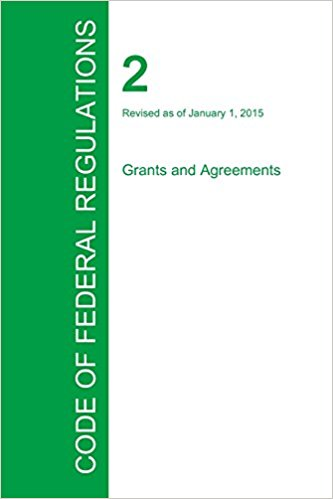 CODE OF FEDERAL REGULATIONS
2
Revised as of January 1, 2015
Grants and Agreements